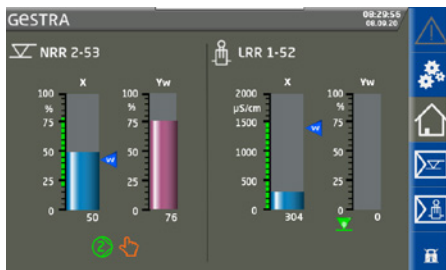 GESTRA
08:29:56
08.09.20
NRR 2-53
LRR 1-52
X Yw X Yw
100 100 2000 100
% % µS/cm %
75 75 1500 75
50 50 1000 50
25 25 500 25
0 0 0 0
50 76 304 0
w
w
2